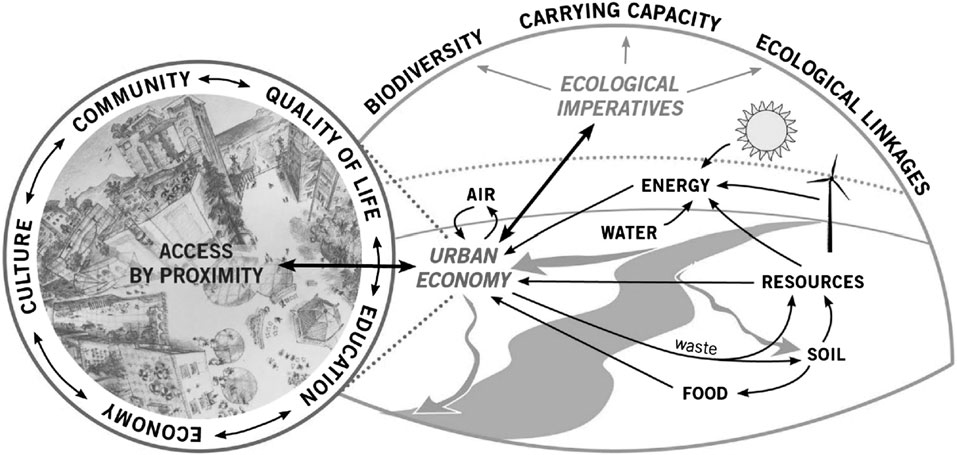 CARRYING CAPACITY
BIODIVERSITY
ECOLOGICAL LINKAGES
ECOLOGICAL
IMPERATIVES
COMMUNITY
QUALITY OF LIFE
EDUCATION
ECONOMY
CULTURE
ACCESS
BY PROXIMITY
AIR
URBAN
ECONOMY
ENERGY
WATER
RESOURCES
waste
SOIL
FOOD